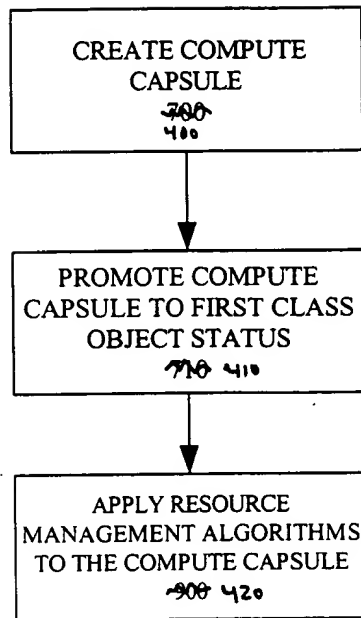 CREATE COMPUTE
CAPSULE
700
400
PROMOTE COMPUTE
CAPSULE TO FIRST CLASS
OBJECT STATUS
710 410
APPLY RESOURCE
MANAGEMENT ALGORITHMS
TO THE COMPUTE CAPSULE
900 420